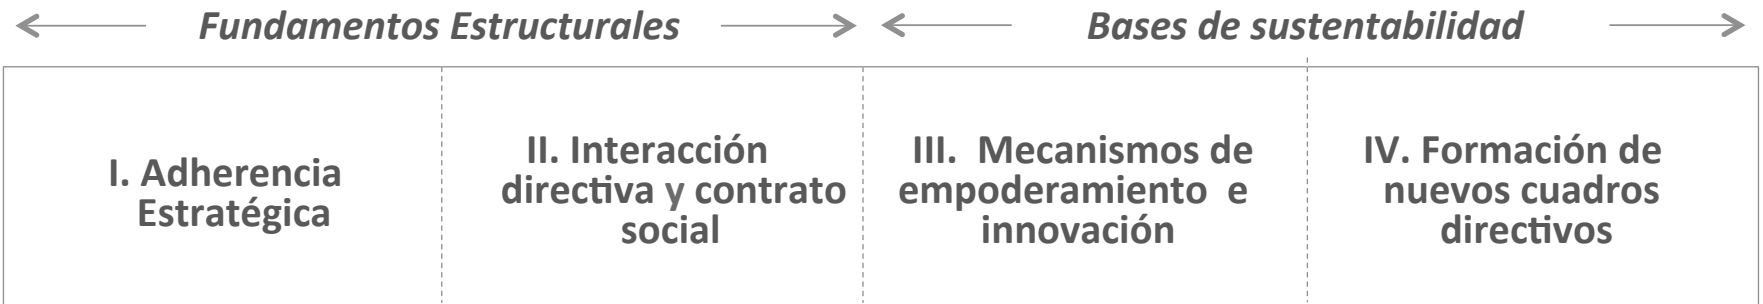 Fundamentos Estructurales
Bases de sustentabilidad
I. Adherencia
Estratégica
II. Interacción
directiva y contrato
social
III. Mecanismos de
empoderamiento e
innovación
IV. Formación de
nuevos cuadros
directivos